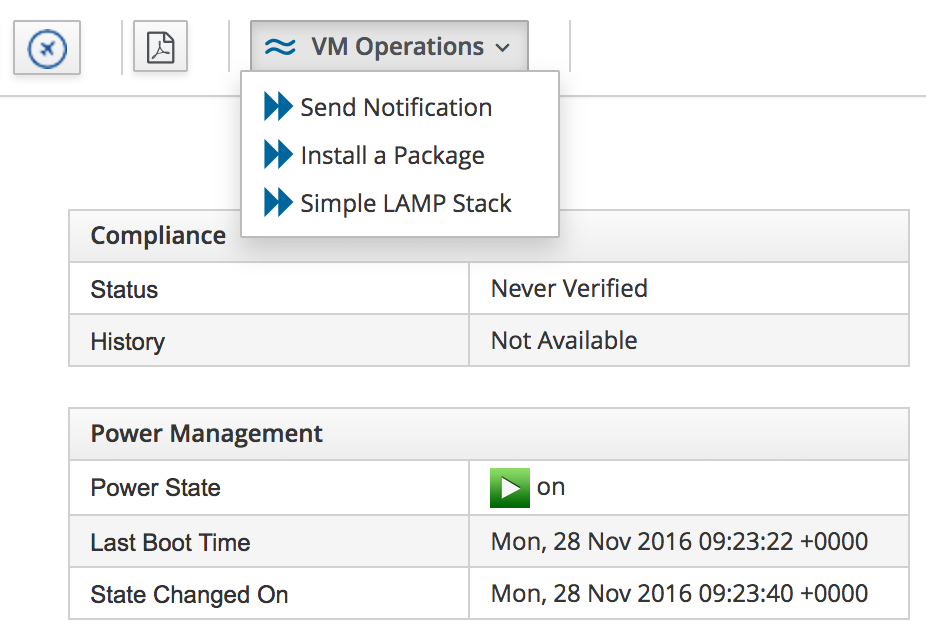 VM Operations
Send Notification
Install a Package
Simple LAMP Stack
Compliance
Status Never Verified
History Not Available
Power Management
Power State on
Last Boot Time Mon, 28 Nov 2016 09:23:22 +0000
State Changed On Mon, 28 Nov 2016 09:23:40 +0000